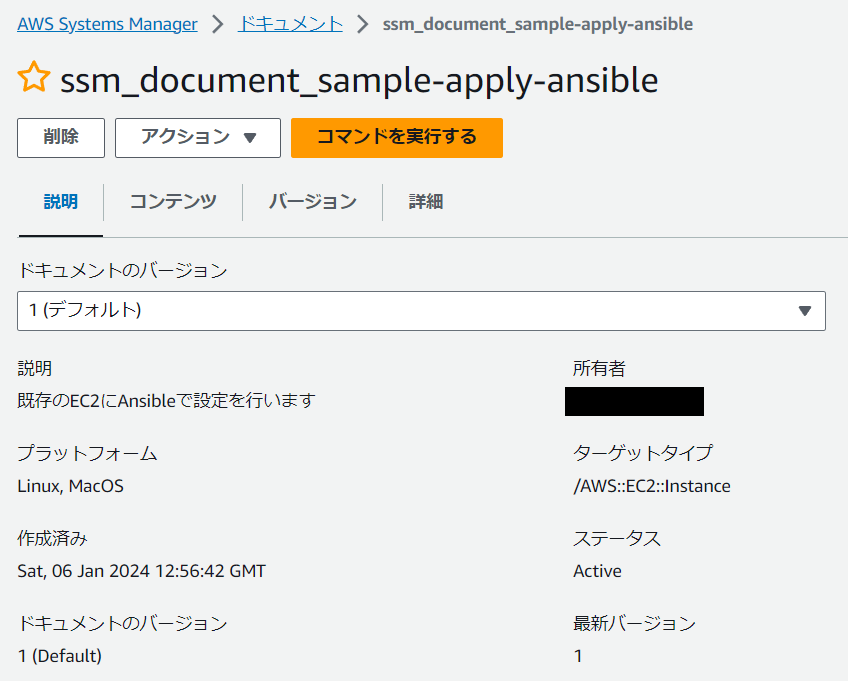 AWS Systems Manager > ドキュメント > ssm_document_sample-apply-ansible
ssm_document_sample-apply-ansible
削除 アクション ▼ コマンドを実行する
説明 コンテンツ バージョン 詳細
ドキュメントのバージョン
1 (デフォルト)
説明 所有者
既存のEC2にAnsibleで設定を行います
プラットフォーム ターゲットタイプ
Linux, MacOS /AWS::EC2::Instance
作成済み ステータス
Sat, 06 Jan 2024 12:56:42 GMT Active
ドキュメントのバージョン 最新バージョン
1 (Default) 1